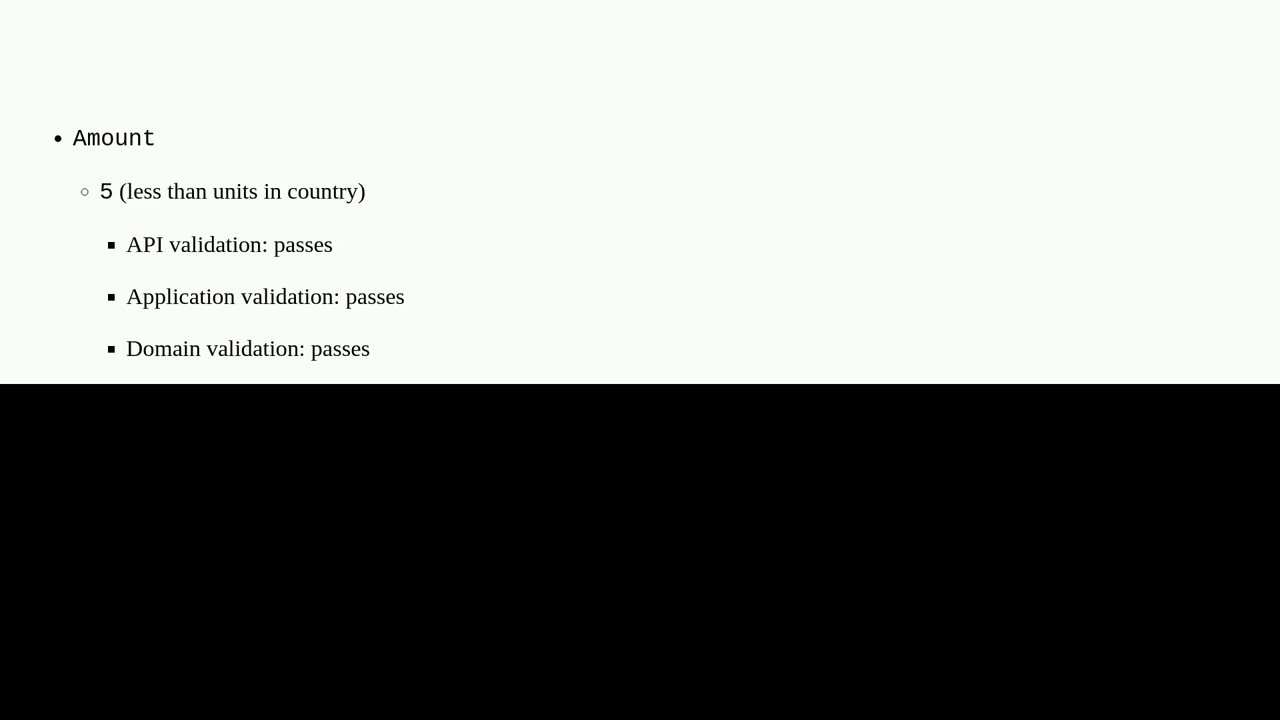 Amount
5 (less than units in country)
API validation: passes
Application validation: passes
Domain validation: passes